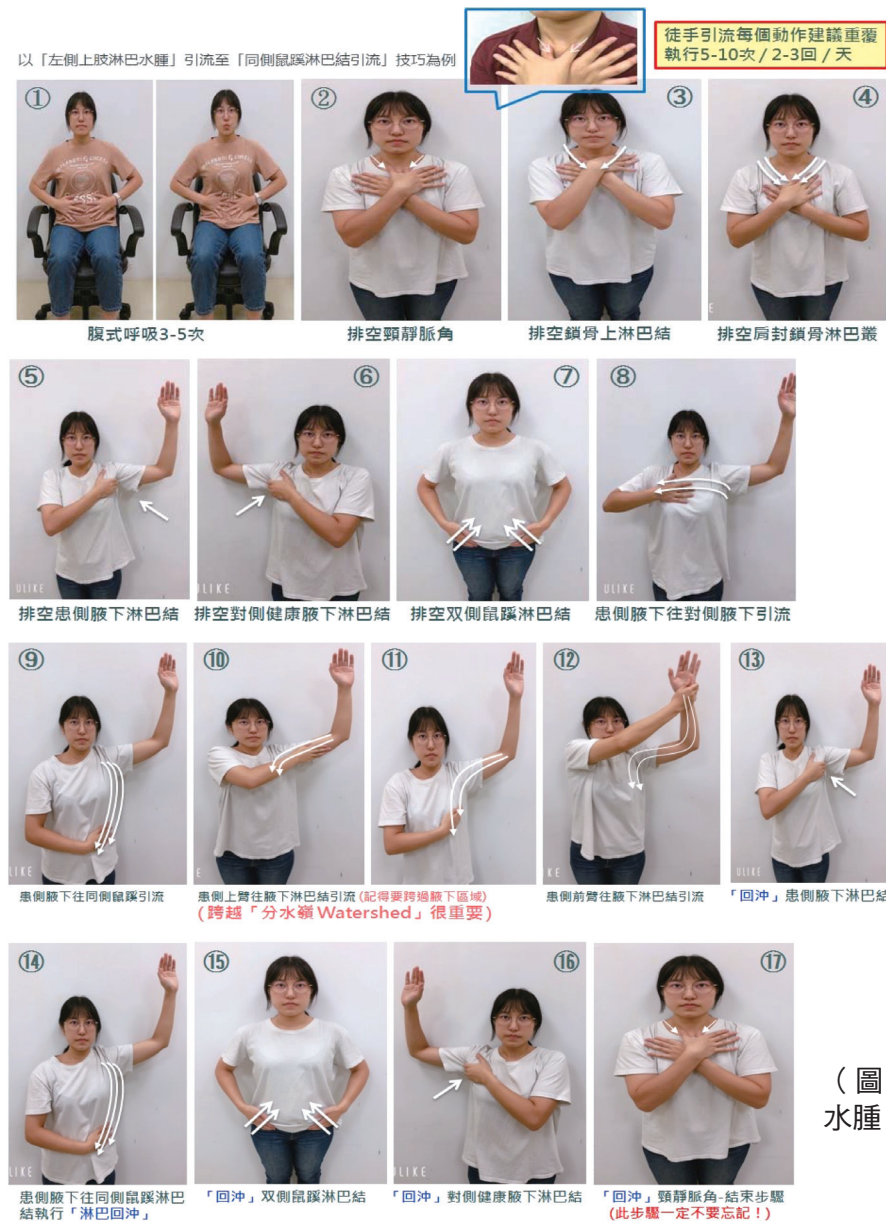 以「左側上肢淋巴水腫」引流至「同側鼠蹊淋巴結引流」技巧為例
徒手引流每個動作建議重覆
執行5-10次 / 2-3回 / 天
①
②
③
④
腹式呼吸3-5次
排空頸靜脈角
排空鎖骨上淋巴結
排空肩封鎖骨淋巴叢
⑤
⑥
⑦
⑧
ULIKE
ULIKE
ULIKE
排空患側腋下淋巴結
排空對側健康腋下淋巴結
排空双側鼠蹊淋巴結
患側腋下往對側腋下引流
⑨
⑩
⑪
⑫
⑬
患側腋下往同側鼠蹊引流
患側上臂往腋下淋巴結引流 (記得要跨過腋下區域)
(跨越「分水嶺Watershed」很重要)
患側前臂往腋下淋巴結引流
「回沖」患側腋下淋巴結
⑭
⑮
⑯
⑰
ULIKE
患側腋下往同側鼠蹊淋巴
結執行「淋巴回沖」
「回沖」双側鼠蹊淋巴結
「回沖」對側健康腋下淋巴結
「回沖」頸靜脈角-結束步驟
(此步驟一定不要忘記！)
（圖
水腫